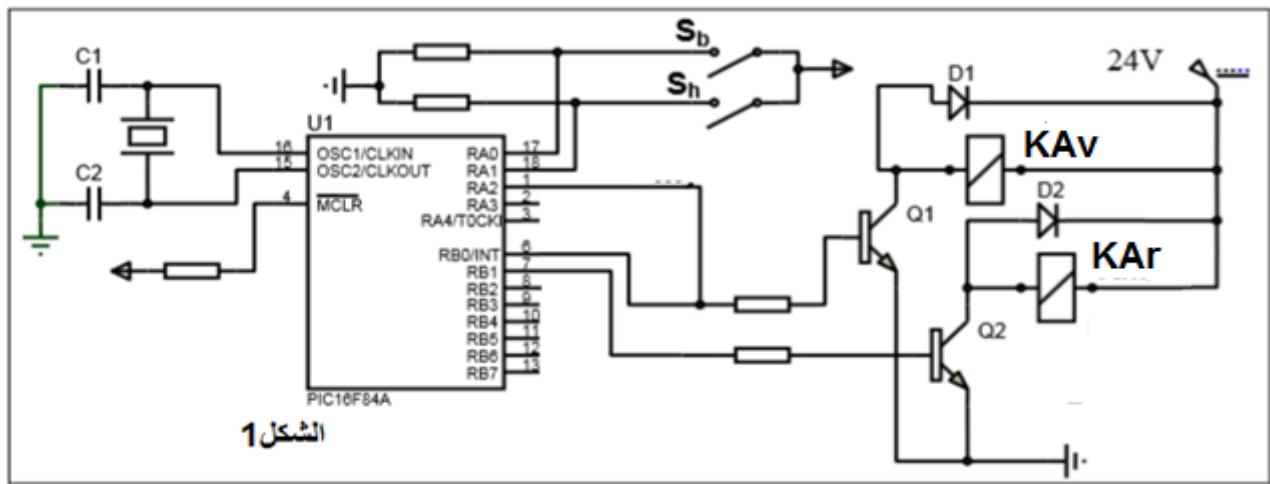 C1
C2
S_b
S_h
24V
D1
KAv
D2
KAr
Q1
Q2
U1
16
15
4
OSC1/CLKIN
OSC2/CLKOUT
MCLR
RA0
RA1
RA2
RA3
RA4/T0CKI
RB0/INT
RB1
RB2
RB3
RB4
RB5
RB6
RB7
17
18
1
2
3
6
7
8
9
10
11
12
13
PIC16F84A
الشكل1